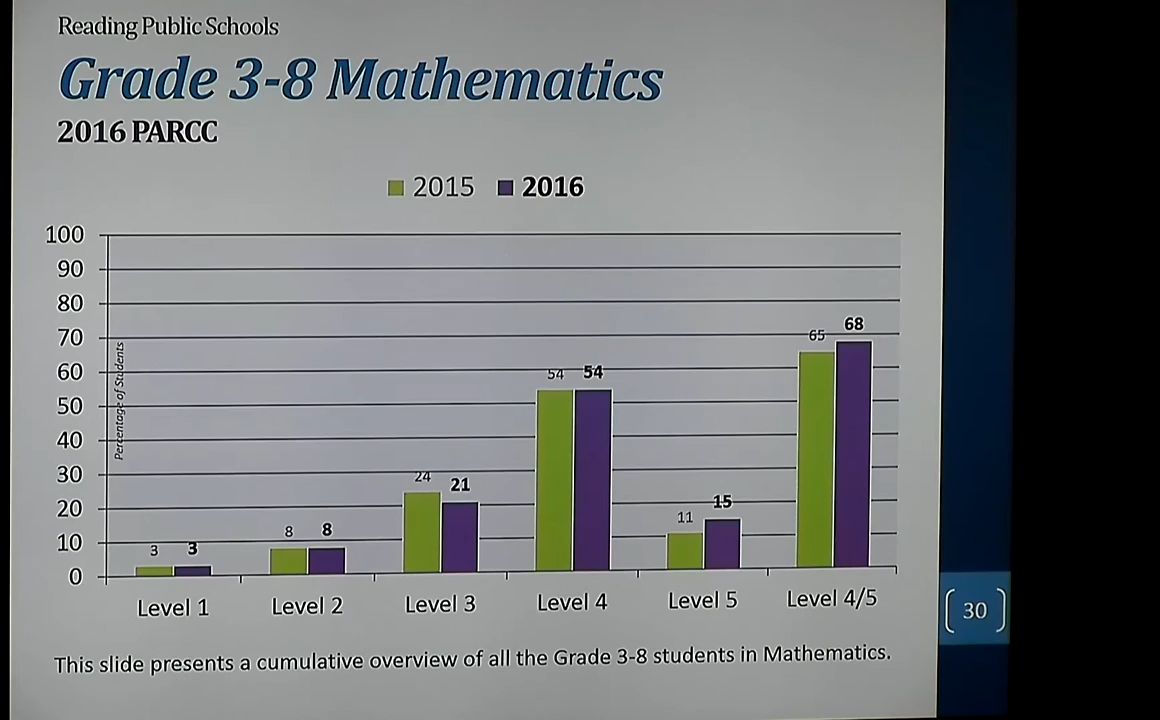 Reading Public Schools
Grade 3-8 Mathematics
2016 PARCC
2015 2016
100
90
80
70
60
50
40
30
20
10
0
Percentage of Students
3 3
8 8
24 21
54 54
11 15
65 68
Level 1 Level 2 Level 3 Level 4 Level 5 Level 4/5
[ 30 ]
This slide presents a cumulative overview of all the Grade 3-8 students in Mathematics.